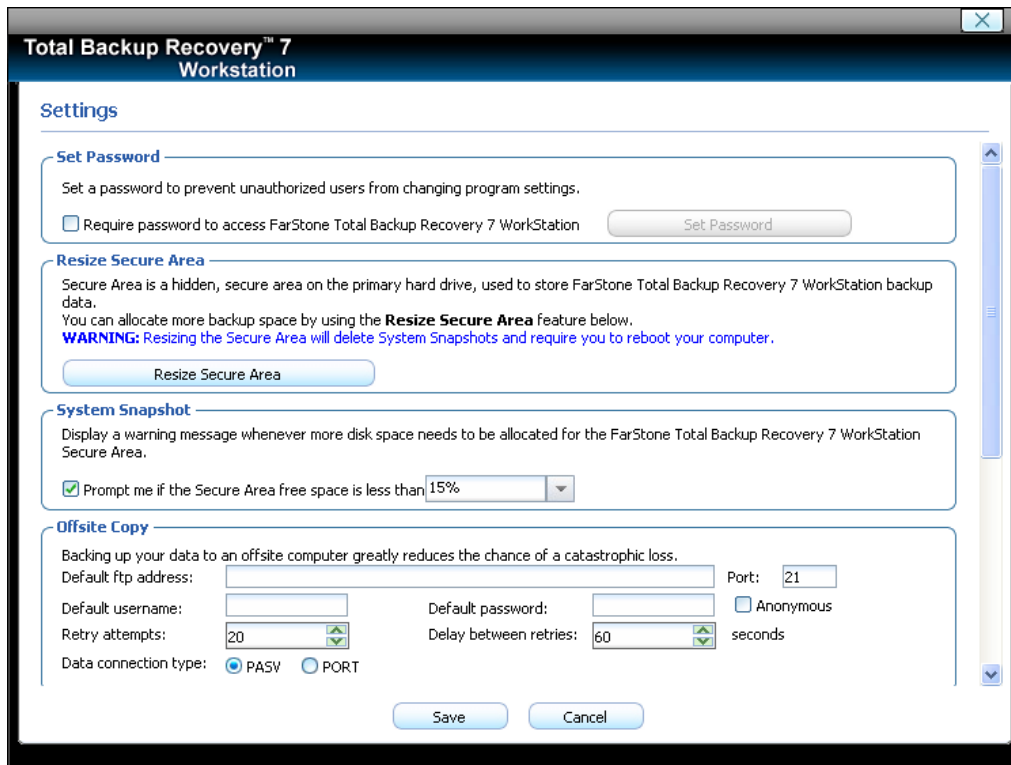 Total Backup Recovery™ 7
Workstation
Settings
Set Password
Set a password to prevent unauthorized users from changing program settings.
Require password to access FarStone Total Backup Recovery 7 WorkStation
Set Password
Resize Secure Area
Secure Area is a hidden, secure area on the primary hard drive, used to store FarStone Total Backup Recovery 7 WorkStation backup
data.
You can allocate more backup space by using the Resize Secure Area feature below.
WARNING: Resizing the Secure Area will delete System Snapshots and require you to reboot your computer.
Resize Secure Area
System Snapshot
Display a warning message whenever more disk space needs to be allocated for the FarStone Total Backup Recovery 7 WorkStation
Secure Area.
Prompt me if the Secure Area free space is less than 15%
Offsite Copy
Backing up your data to an offsite computer greatly reduces the chance of a catastrophic loss.
Default ftp address: Port: 21
Default username: Default password: Anonymous
Retry attempts: 20 Delay between retries: 60 seconds
Data connection type: PASV PORT
Save Cancel